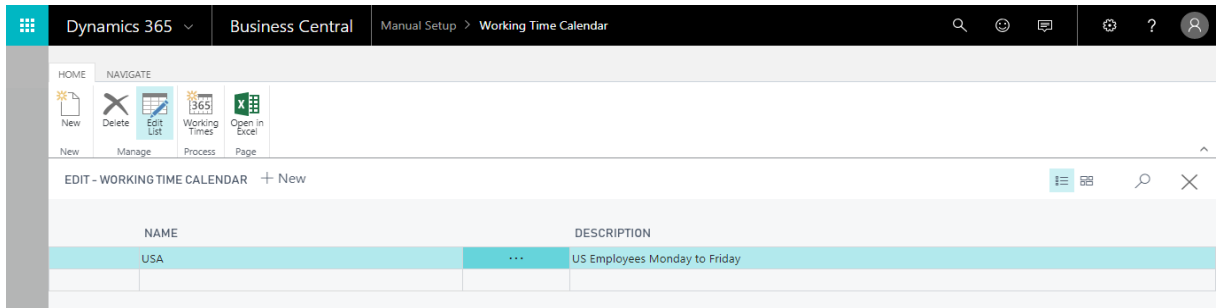 Dynamics 365 Business Central Manual Setup > Working Time Calendar ?
HOME NAVIGATE
New Delete Edit List 365 Working Times Open in Excel
New Manage Process Page
EDIT - WORKING TIME CALENDAR + New
NAME DESCRIPTION
USA ... US Employees Monday to Friday